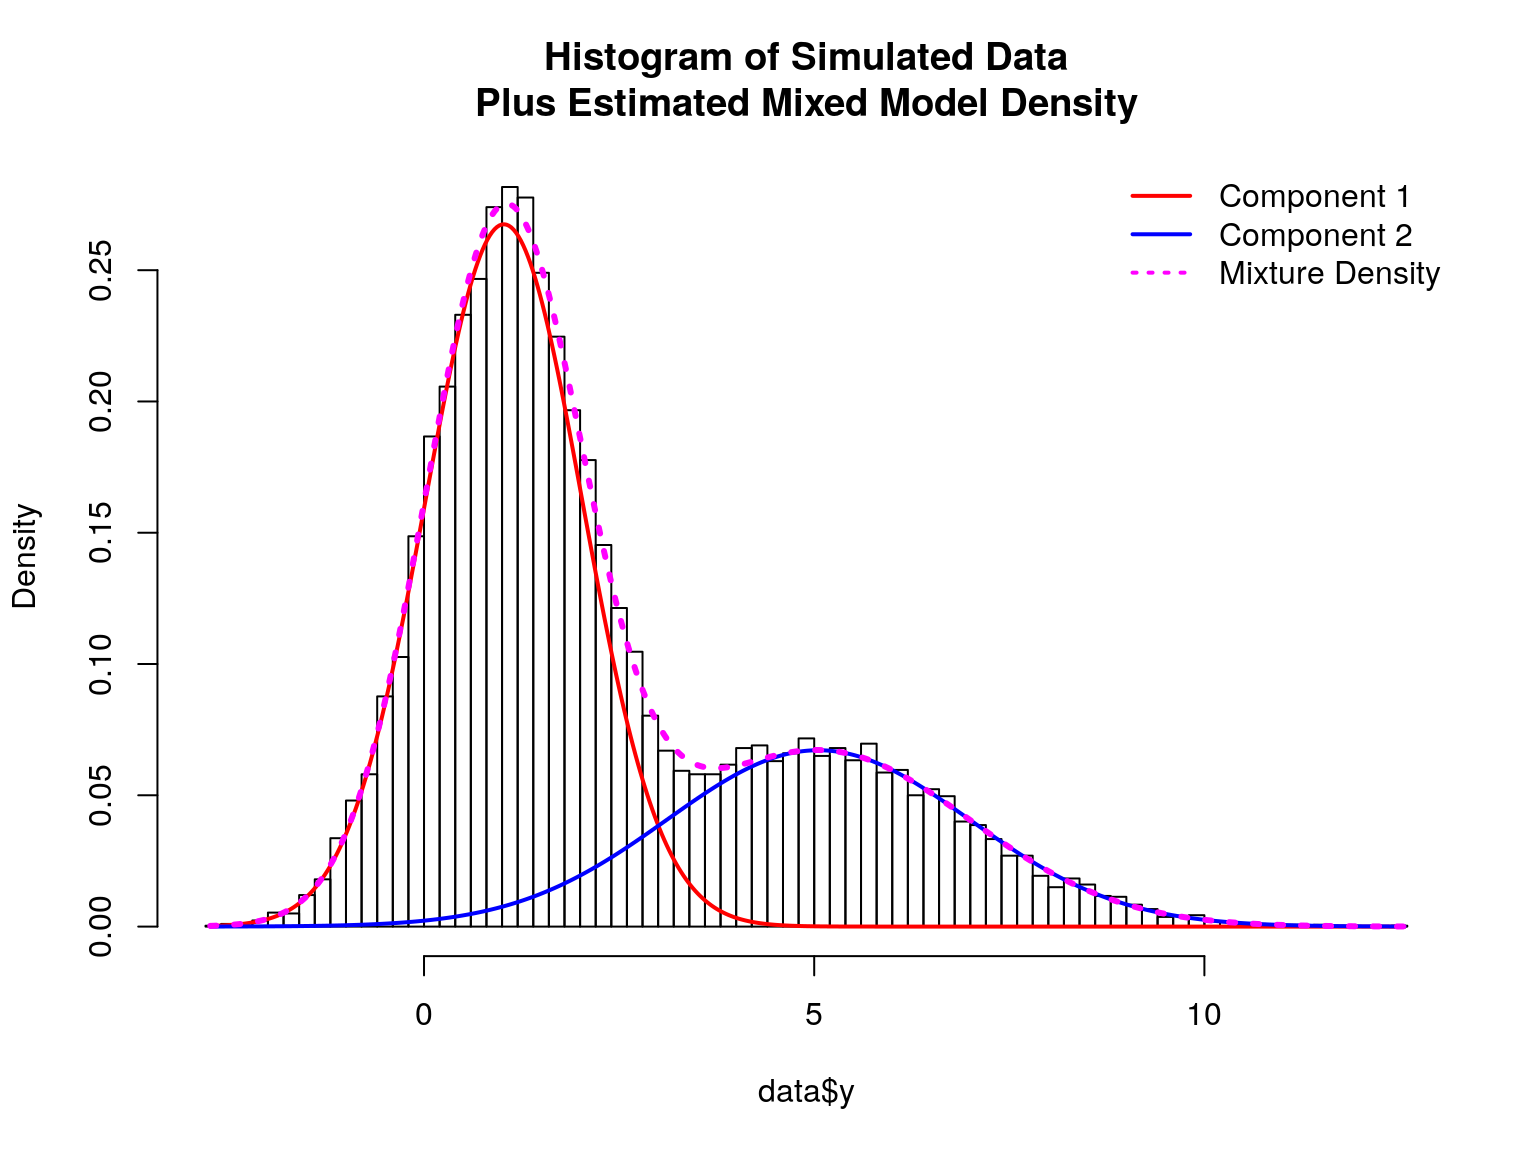 Histogram of Simulated Data
Plus Estimated Mixed Model Density
Component 1
Component 2
Mixture Density
Density
0.25
0.20
0.15
0.10
0.05
0.00
0 5 10
data$y